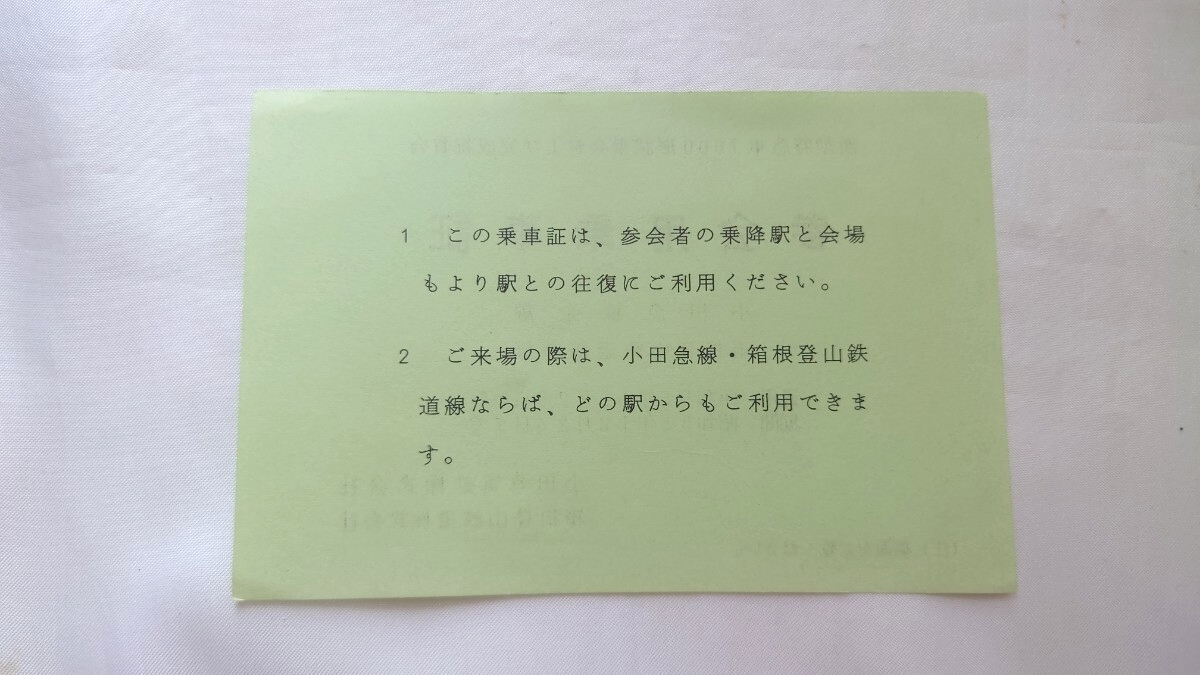 1　この乗車証は、参会者の乗降駅と会場
もより駅との往復にご利用ください。
2　ご来場の際は、小田急線・箱根登山鉄
道線ならば、どの駅からもご利用できま
す。